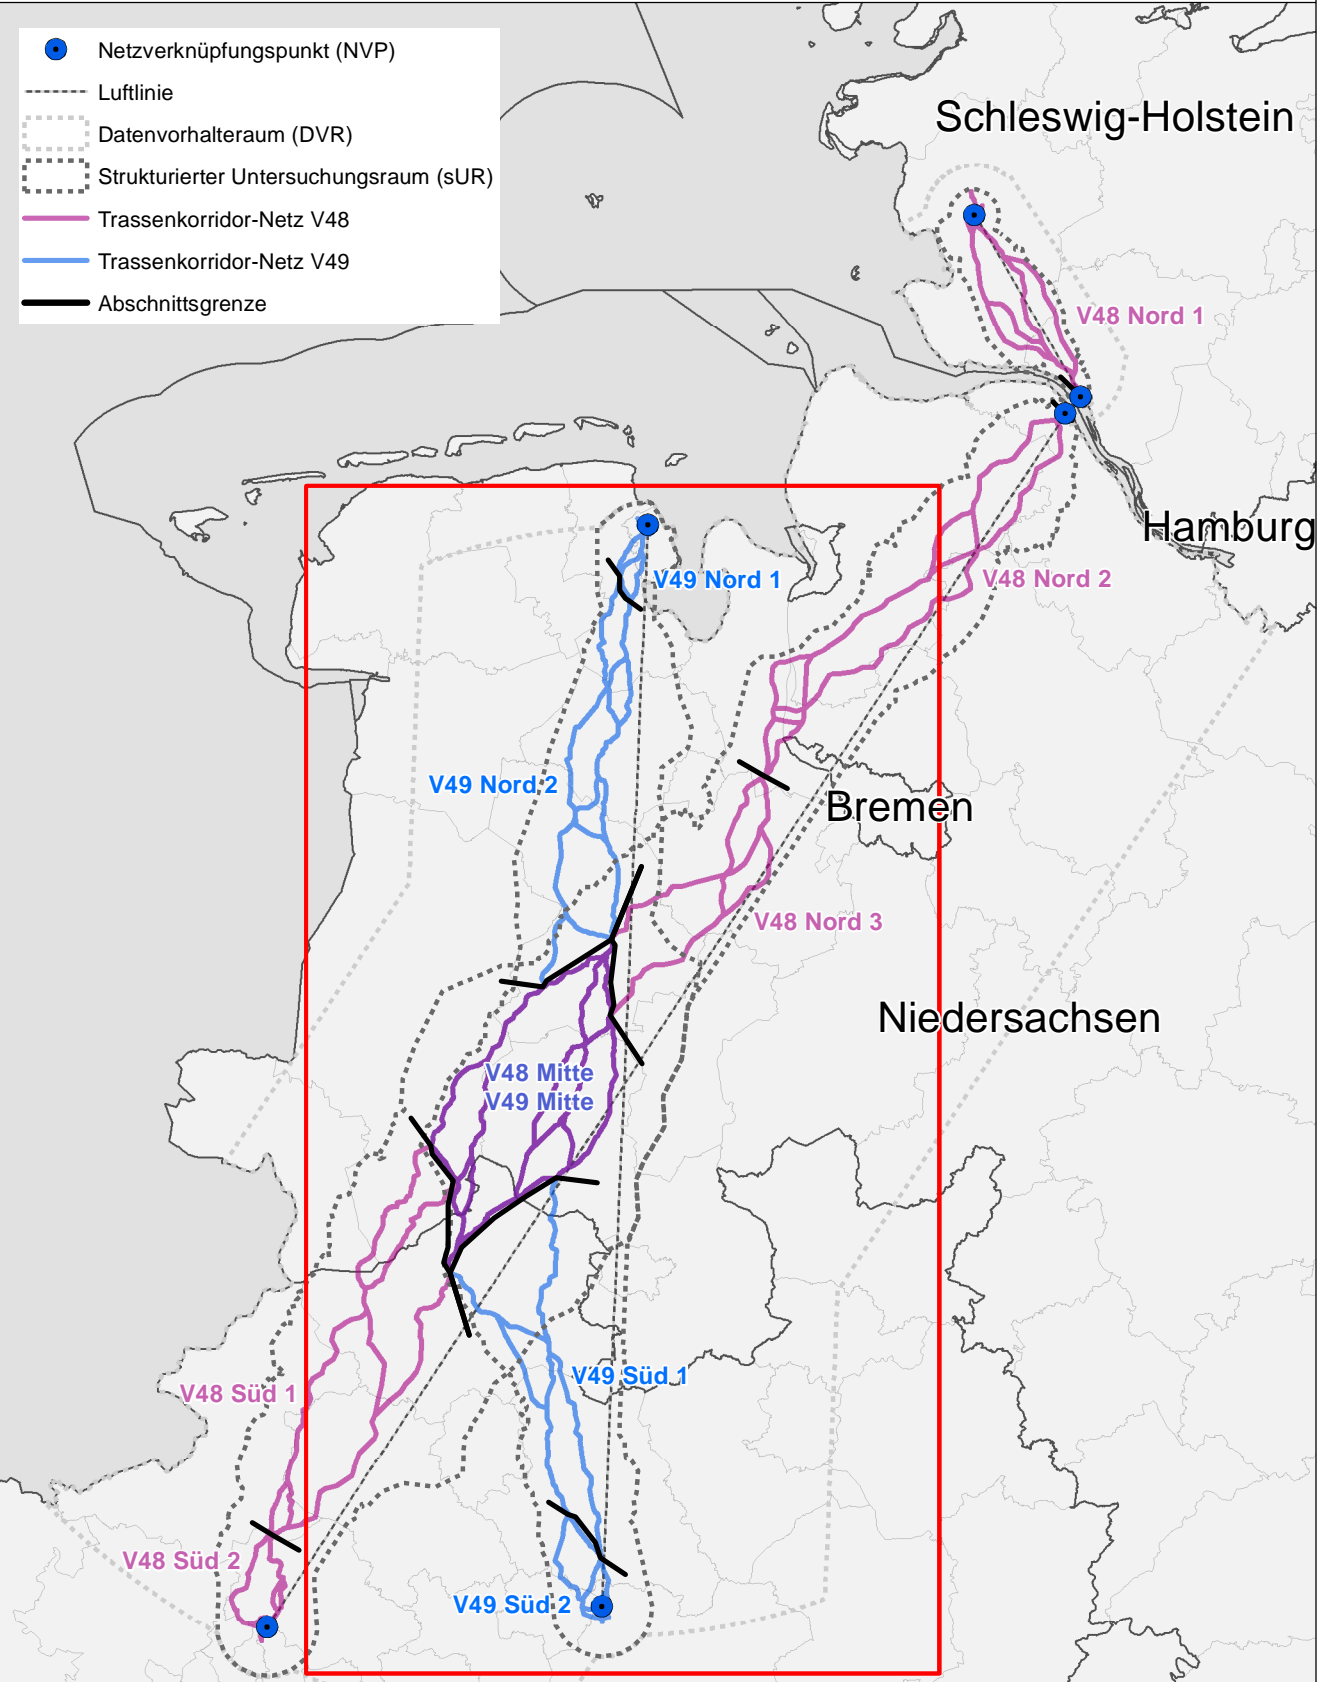 Netzverknüpfungspunkt (NVP)
Luftlinie
Datenvorhalteraum (DVR)
Strukturierter Untersuchungsraum (sUR)
Trassenkorridor-Netz V48
Trassenkorridor-Netz V49
Abschnittsgrenze
Schleswig-Holstein
V48 Nord 1
Hamburg
V49 Nord 1
V48 Nord 2
V49 Nord 2
Bremen
V48 Nord 3
Niedersachsen
V48 Mitte
V49 Mitte
V49 Süd 1
V48 Süd 1
V48 Süd 2
V49 Süd 2